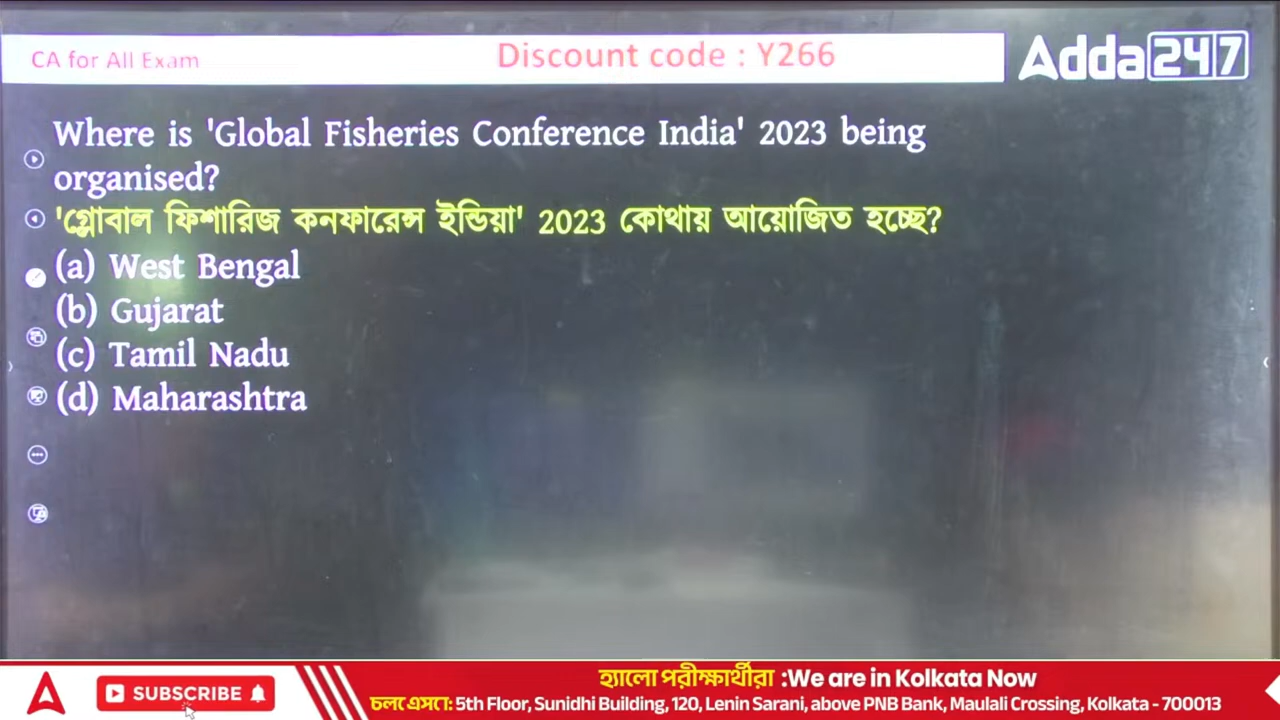 CA for All Exam
Discount code : Y266
Adda247
Where is 'Global Fisheries Conference India' 2023 being
organised?
'গ্লোবাল ফিশারিজ কনফারেন্স ইন্ডিয়া' 2023 কোথায় আয়োজিত হচ্ছে?
(a) West Bengal
(b) Gujarat
(c) Tamil Nadu
(d) Maharashtra
SUBSCRIBE
হ্যালো পরীক্ষার্থীরা :We are in Kolkata Now
চলে এসো: 5th Floor, Sunidhi Building, 120, Lenin Sarani, above PNB Bank, Maulali Crossing, Kolkata - 700013